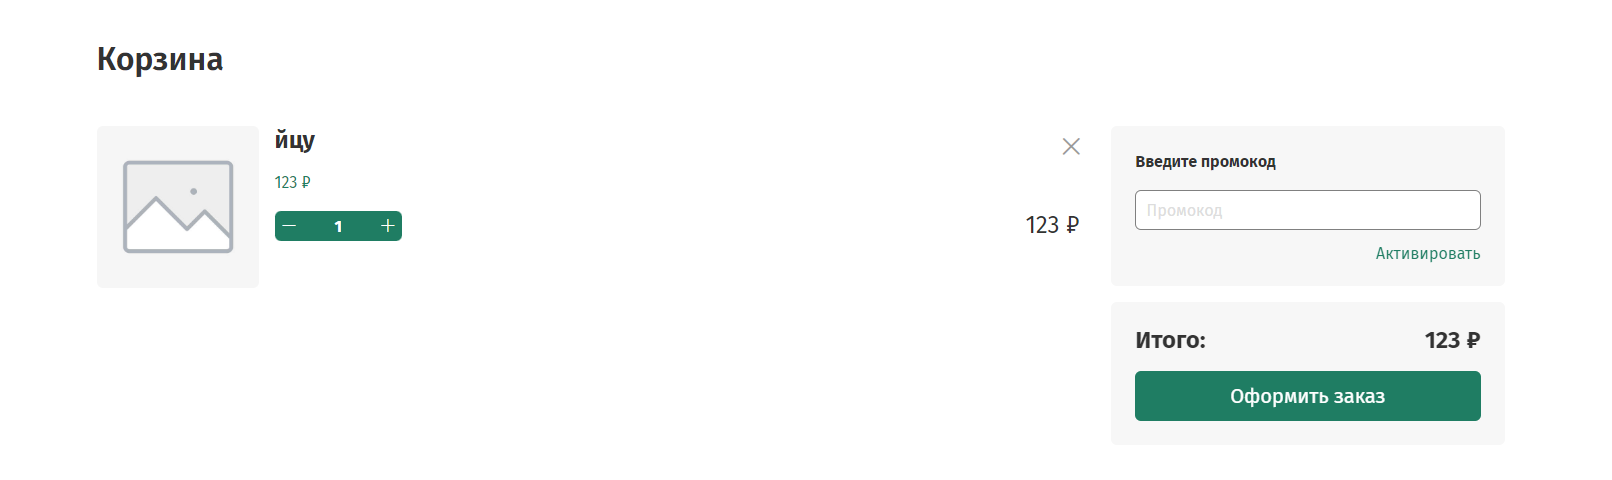 Корзина
йцу
123 ₽
1
123 ₽
Введите промокод
Промокод
Активировать
Итого: 123 ₽
Оформить заказ